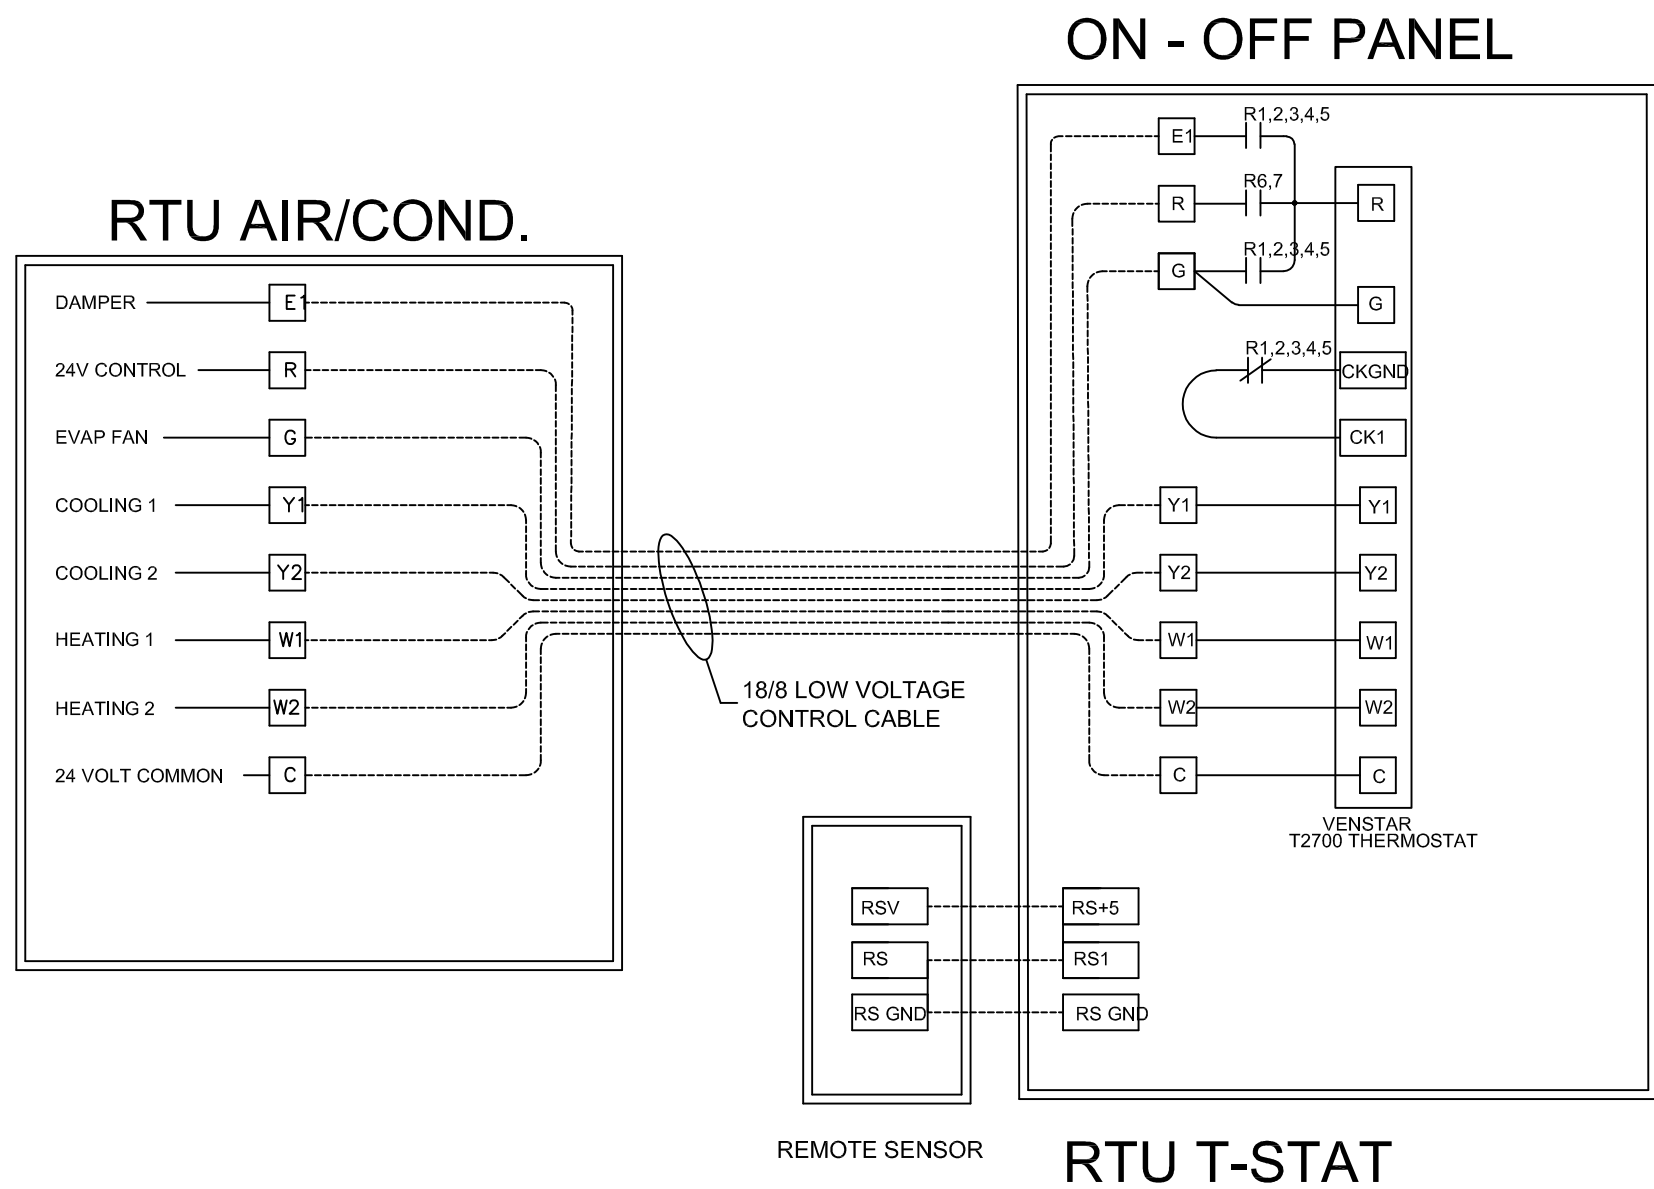 ON - OFF PANEL
RTU AIR/COND.
DAMPER E1
24V CONTROL R
EVAP FAN G
COOLING 1 Y1
COOLING 2 Y2
HEATING 1 W1
HEATING 2 W2
24 VOLT COMMON C
18/8 LOW VOLTAGE
CONTROL CABLE
R1,2,3,4,5
E1
R6,7
R R
R1,2,3,4,5
G
G
R1,2,3,4,5
CKGND
CK1
Y1 Y1
Y2 Y2
W1 W1
W2 W2
C C
VENSTAR
T2700 THERMOSTAT
RSV RS+5
RS RS1
RS GND RS GND
REMOTE SENSOR
RTU T-STAT